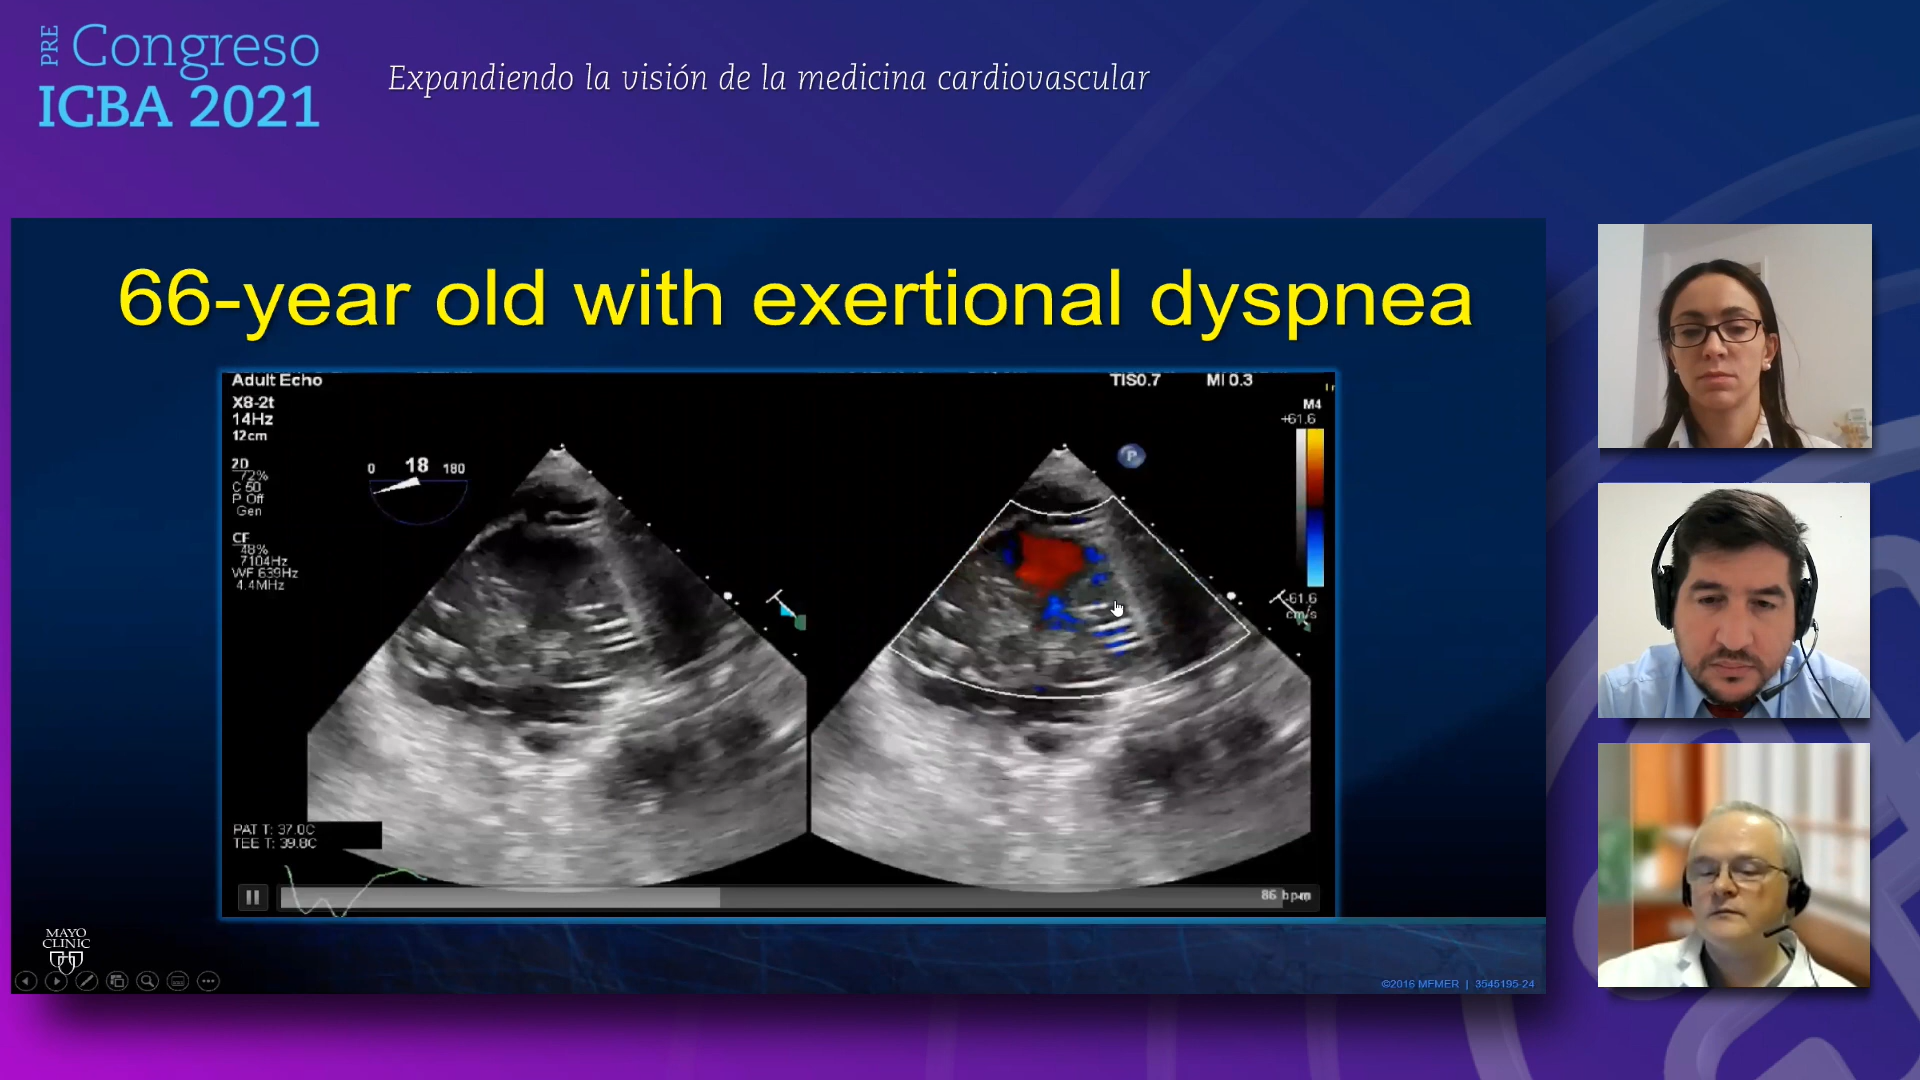 PRE
Congreso
ICBA 2021
Expandiendo la visión de la medicina cardiovascular
66-year old with exertional dyspnea
Adult Echo
TIS0.7 MI 0.3
X8-2t
14Hz
12cm
M4
+61.6
2D
72%
C 50
P Off
Gen
0 18 180
P
CF
48%
7104Hz
WF 639Hz
4.4MHz
-61.6
cm/s
PAT T: 37.0C
TEE T: 39.8C
86 bpm
MAYO
CLINIC
©2016 MFMER | 3545195-24